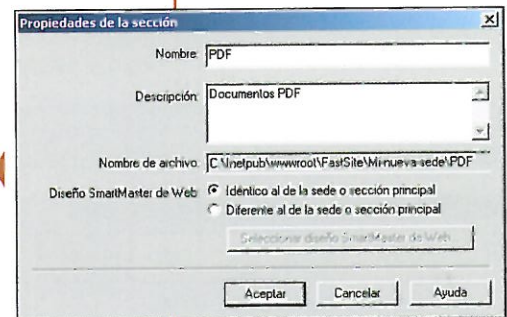 Propiedades de la sección
Nombre: PDF
Descripción: Documentos PDF
Nombre de archivo: C:\Inetpub\wwwroot\FastSite\Mi nueva sede\PDF
Diseño SmartMaster de Web: Idéntico al de la sede o sección principal
Diferente al de la sede o sección principal
Seleccionar diseño SmartMaster de Web...
Aceptar Cancelar Ayuda